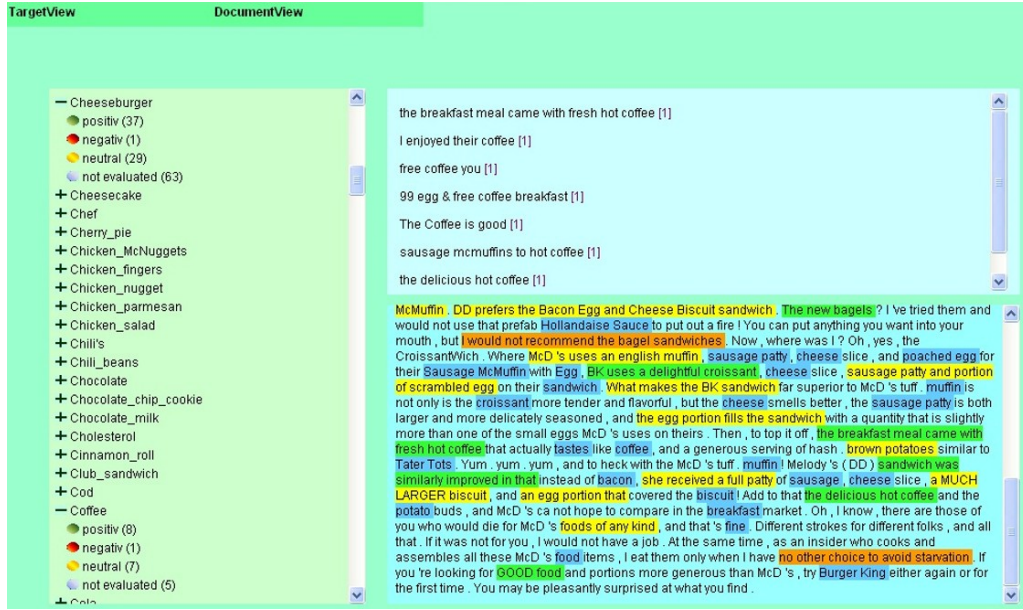 TargetView DocumentView
Cheeseburger
positiv (37)
negativ (1)
neutral (29)
not evaluated (63)
Cheesecake
Chef
Cherry_pie
Chicken_McNuggets
Chicken_fingers
Chicken_nugget
Chicken_parmesan
Chicken_salad
Chili's
Chili_beans
Chocolate
Chocolate_chip_cookie
Chocolate_milk
Cholesterol
Cinnamon_roll
Club_sandwich
Cod
Coffee
positiv (8)
negativ (1)
neutral (7)
not evaluated (5)
Cola
the breakfast meal came with fresh hot coffee [1]
I enjoyed their coffee [1]
free coffee you [1]
99 egg & free coffee breakfast [1]
The Coffee is good [1]
sausage mcmuffins to hot coffee [1]
the delicious hot coffee [1]
McMuffin . DD prefers the Bacon Egg and Cheese Biscuit sandwich . The new bagels ? I 've tried them and
would not use that prefab Hollandaise Sauce to put out a fire ! You can put anything you want into your
mouth , but I would not recommend the bagel sandwiches . Now , where was I ? Oh , yes , the
CroissantWich . Where McD 's uses an english muffin , sausage patty , cheese slice , and poached egg for
their Sausage McMuffin with Egg , BK uses a delightful croissant , cheese slice , sausage patty and portion
of scrambled egg on their sandwich . What makes the BK sandwich far superior to McD 's tuff . muffin is
not only is the croissant more tender and flavorful , but the cheese smells better , the sausage patty is both
larger and more delicately seasoned , and the egg portion fills the sandwich with a quantity that is slightly
more than one of the small eggs McD 's uses on theirs . Then , to top it off , the breakfast meal came with
fresh hot coffee that actually tastes like coffee , and a generous serving of hash . brown potatoes similar to
Tater Tots . Yum . yum . yum , and to heck with the McD 's tuff . muffin ! Melody 's ( DD ) sandwich was
similarly improved in that instead of bacon , she received a full patty of sausage , cheese slice , a MUCH
LARGER biscuit , and an egg portion that covered the biscuit ! Add to that the delicious hot coffee and the
potato buds , and McD 's ca not hope to compare in the breakfast market . Oh , I know , there are those of
you who would die for McD 's foods of any kind , and that 's fine . Different strokes for different folks , and all
that . If it was not for you , I would not have a job . At the same time , as an insider who cooks and
assembles all these McD 's food items , I eat them only when I have no other choice to avoid starvation . If
you 're looking for GOOD food and portions more generous than McD 's , try Burger King either again or for
the first time . You may be pleasantly surprised at what you find .